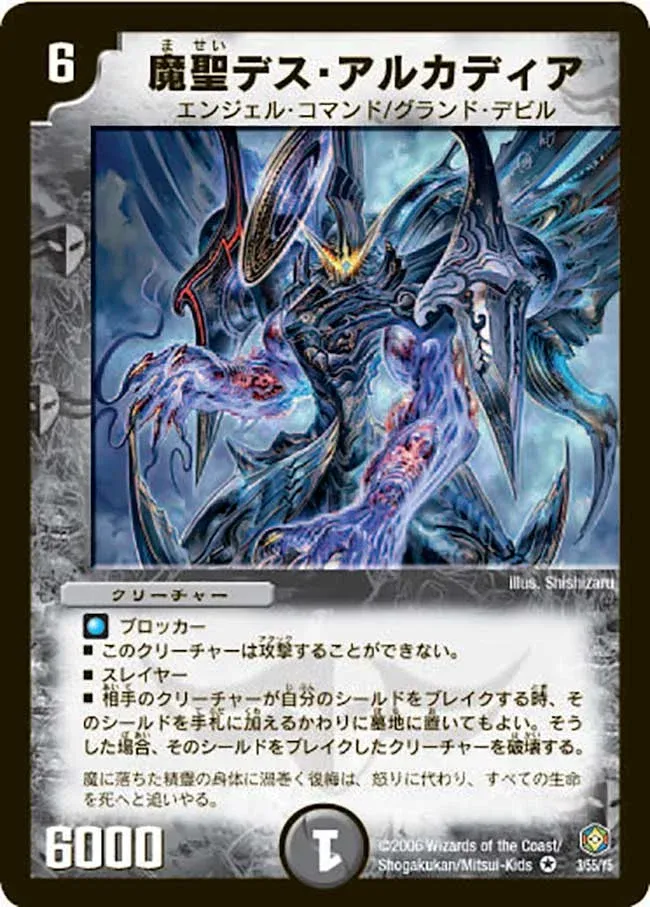 6
ませい
魔聖デス・アルカディア
エンジェル・コマンド/グランド・デビル
illus. Shishizaru
クリーチャー
ブロッカー
■ このクリーチャーは攻撃することができない。
アタック
■ スレイヤー
■ 相手のクリーチャーが自分のシールドをブレイクする時、そ
のシールドを手札に加えるかわりに墓地に置いてもよい。そう
した場合、そのシールドをブレイクしたクリーチャーを破壊する。
魔に落ちた精霊の身体に渦巻く後悔は、怒りに代わり、すべての生命
を死へと追いやる。
6000
1
©2006 Wizards of the Coast/
Shogakukan/Mitsui-Kids
3/55/Y5